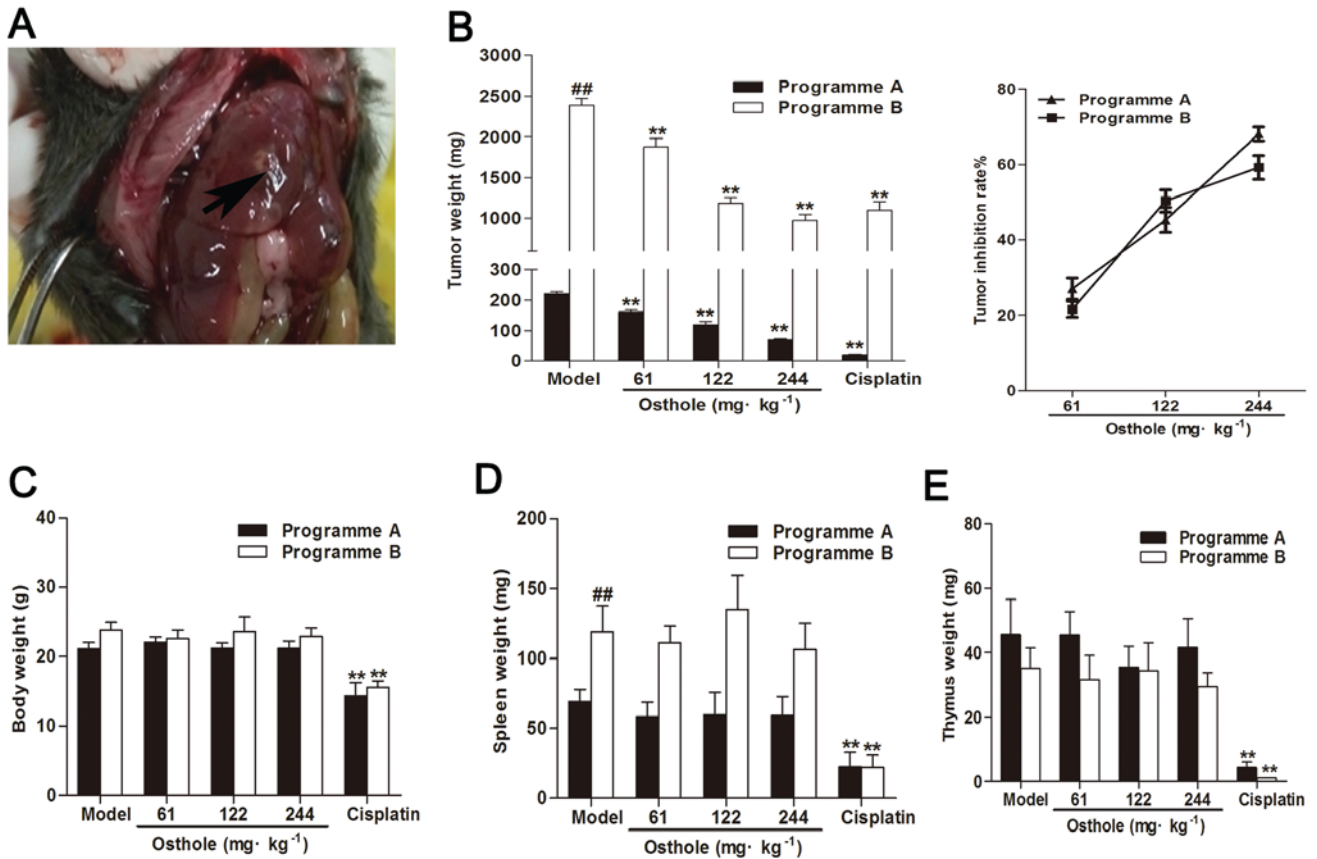 A
B
3000
2500
2000
1500
1000
300
200
100
0
Tumor weight (mg)
Programme A
Programme B
##
**
**
**
**
**
**
**
**
Model
61
122
244
Cisplatin
Osthole (mg· kg-1)
80
60
40
20
0
Tumor inhibition rate%
Programme A
Programme B
61
122
244
Osthole (mg· kg-1)
C
40
30
20
10
0
Body weight (g)
Programme A
Programme B
** **
Model
61
122
244
Cisplatin
Osthole (mg· kg-1)
D
200
150
100
50
0
Spleen weight (mg)
Programme A
Programme B
##
** **
Model
61
122
244
Cisplatin
Osthole (mg· kg-1)
E
80
60
40
20
0
Thymus weight (mg)
Programme A
Programme B
**
**
Model
61
122
244
Cisplatin
Osthole (mg· kg-1)